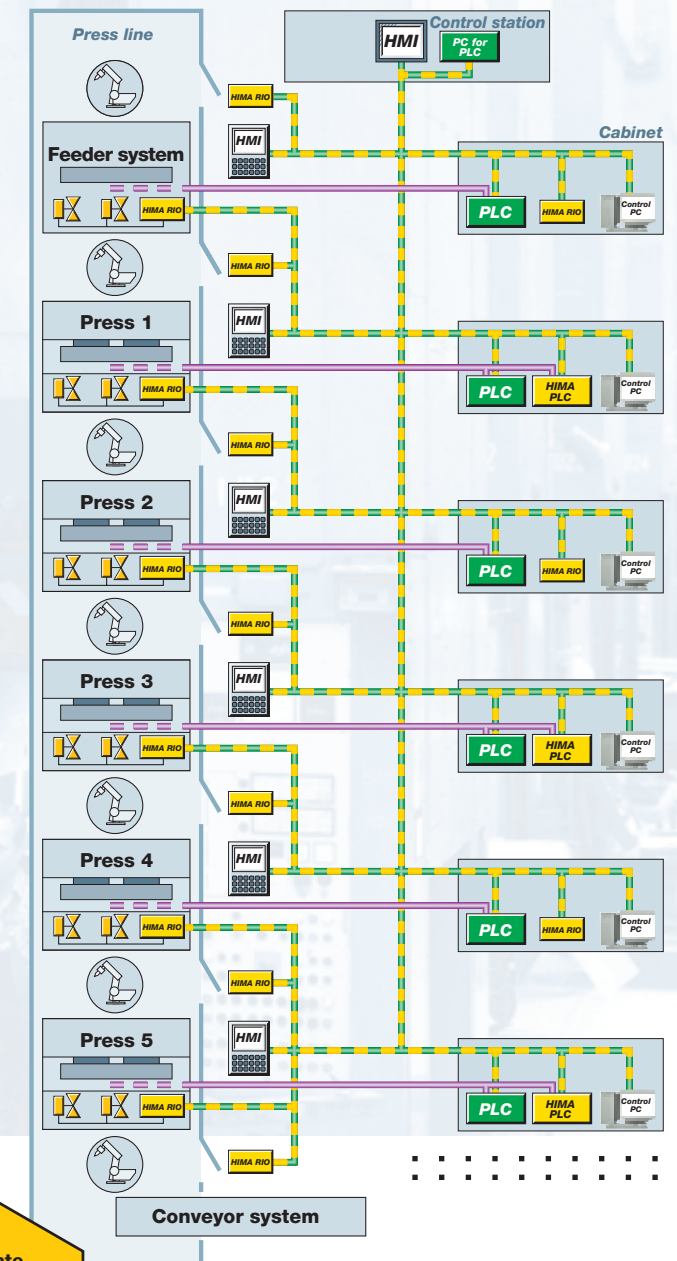 Press line
Control station
HMI
PC for
PLC
HIMA RIO
HMI
Cabinet
Feeder system
HIMA RIO
PLC
HIMA RIO
Control
PC
HIMA RIO
Press 1
HMI
HIMA RIO
PLC
HIMA
PLC
Control
PC
HIMA RIO
Press 2
HMI
HIMA RIO
PLC
HIMA RIO
Control
PC
HIMA RIO
Press 3
HMI
HIMA RIO
PLC
HIMA
PLC
Control
PC
HIMA RIO
Press 4
HMI
HIMA RIO
PLC
HIMA RIO
Control
PC
HIMA RIO
Press 5
HMI
HIMA RIO
PLC
HIMA
PLC
Control
PC
HIMA RIO
Conveyor system